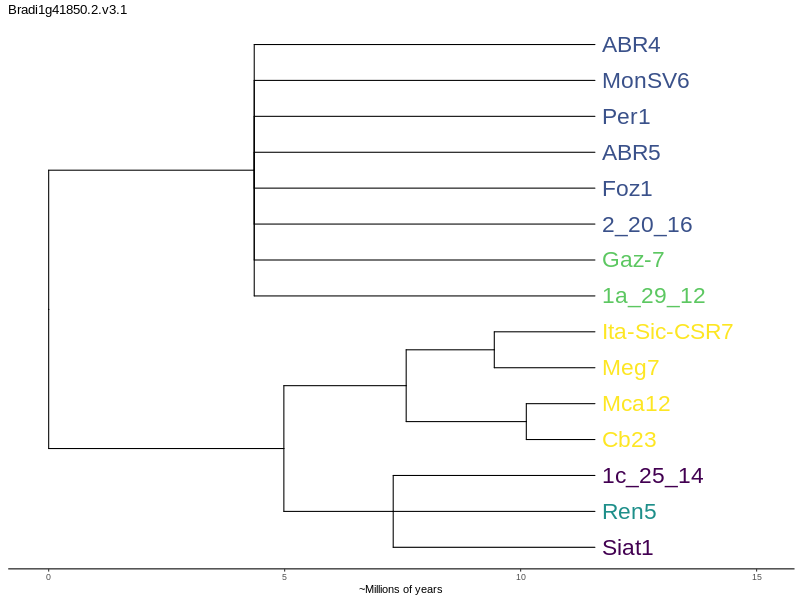 Bradi1g41850.2.v3.1
ABR4
MonSV6
Per1
ABR5
Foz1
2_20_16
Gaz-7
1a_29_12
Ita-Sic-CSR7
Meg7
Mca12
Cb23
1c_25_14
Ren5
Siat1
0 5 10 15
~Millions of years